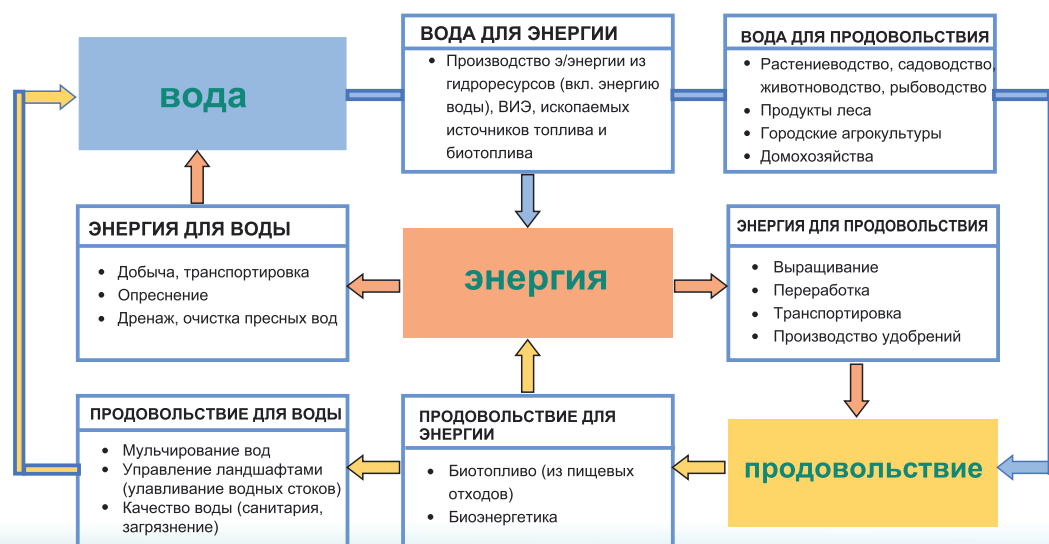 вода
ВОДА ДЛЯ ЭНЕРГИИ
• Производство э/энергии из
гидроресурсов (вкл. энергию
воды), ВИЭ, ископаемых
источников топлива и
биотоплива
ВОДА ДЛЯ ПРОДОВОЛЬСТВИЯ
• Растениеводство, садоводство,
животноводство, рыбоводство
• Продукты леса
• Городские агрокультуры
• Домохозяйства
ЭНЕРГИЯ ДЛЯ ВОДЫ
• Добыча, транспортировка
• Опреснение
• Дренаж, очистка пресных вод
энергия
ЭНЕРГИЯ ДЛЯ ПРОДОВОЛЬСТВИЯ
• Выращивание
• Переработка
• Транспортировка
• Производство удобрений
ПРОДОВОЛЬСТВИЕ ДЛЯ ВОДЫ
• Мульчирование вод
• Управление ландшафтами
(улавливание водных стоков)
• Качество воды (санитария,
загрязнение)
ПРОДОВОЛЬСТВИЕ ДЛЯ
ЭНЕРГИИ
• Биотопливо (из пищевых
отходов)
• Биоэнергетика
продовольствие